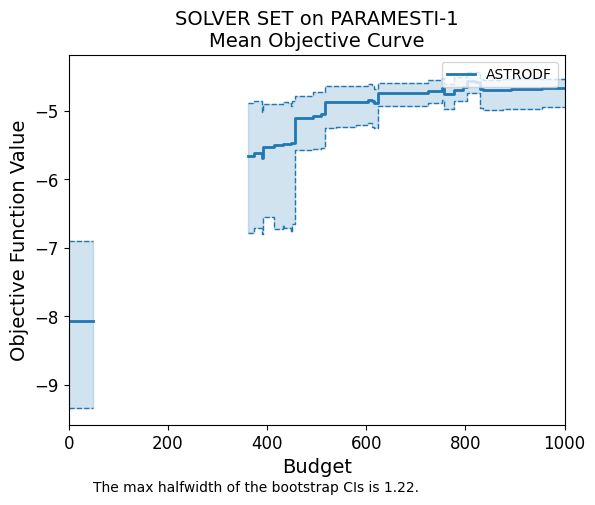 SOLVER SET on PARAMESTI-1
Mean Objective Curve
ASTRODF
Objective Function Value
−5
−6
−7
−8
−9
0 200 400 600 800 1000
Budget
The max halfwidth of the bootstrap CIs is 1.22.